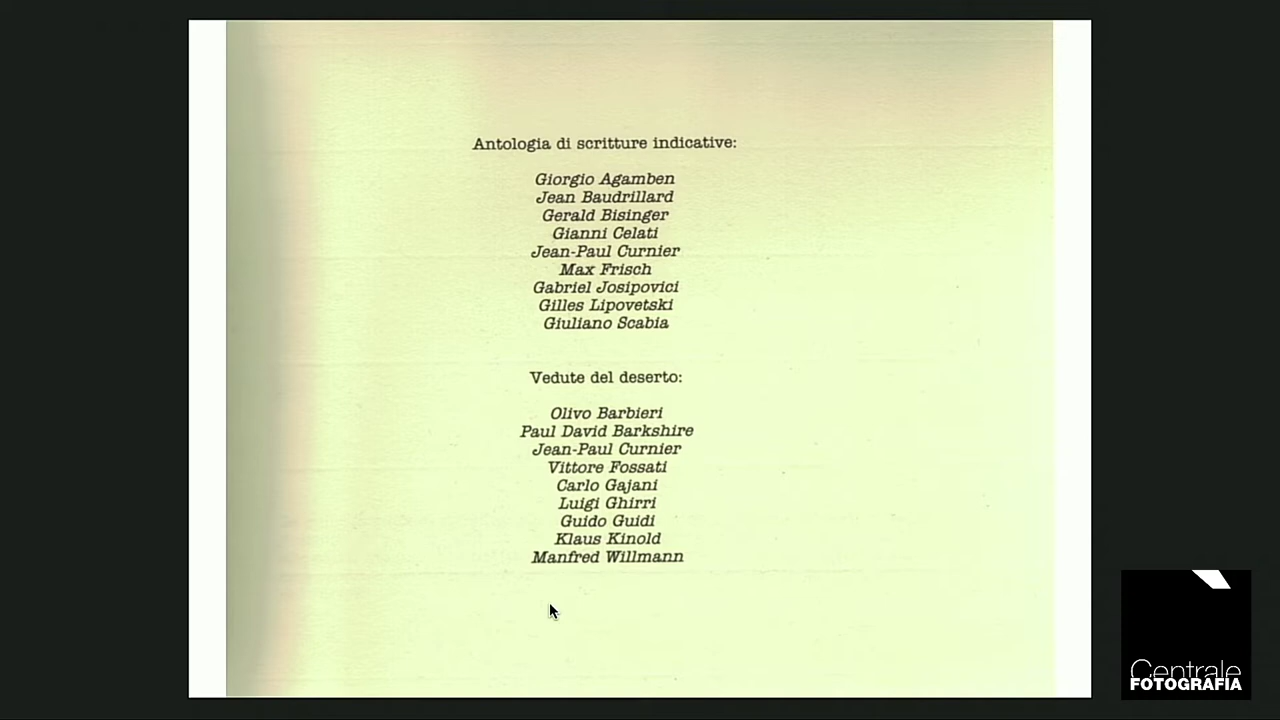 Antologia di scritture indicative:
Giorgio Agamben
Jean Baudrillard
Gerald Bisinger
Gianni Celati
Jean-Paul Curnier
Max Frisch
Gabriel Josipovici
Gilles Lipovetski
Giuliano Scabia
Vedute del deserto:
Olivo Barbieri
Paul David Barkshire
Jean-Paul Curnier
Vittore Fossati
Carlo Gajani
Luigi Ghirri
Guido Guidi
Klaus Kinold
Manfred Willmann
Centrale
FOTOGRAFIA